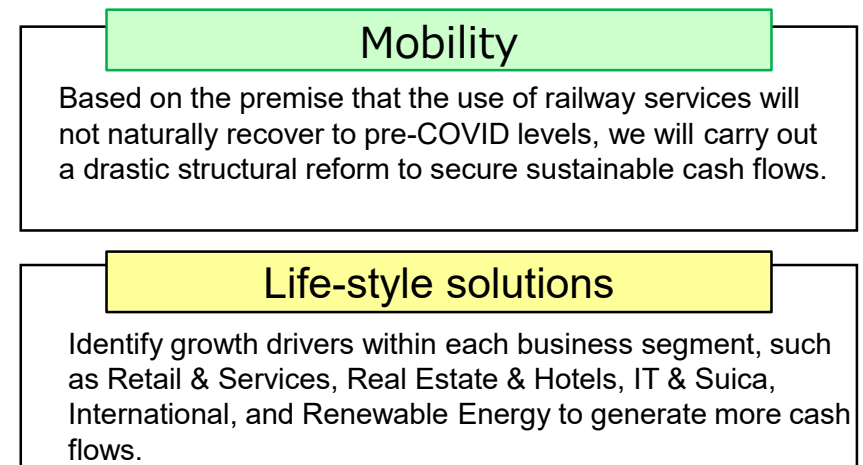 Mobility
Based on the premise that the use of railway services will
not naturally recover to pre-COVID levels, we will carry out
a drastic structural reform to secure sustainable cash flows.
Life-style solutions
Identify growth drivers within each business segment, such
as Retail & Services, Real Estate & Hotels, IT & Suica,
International, and Renewable Energy to generate more cash
flows.